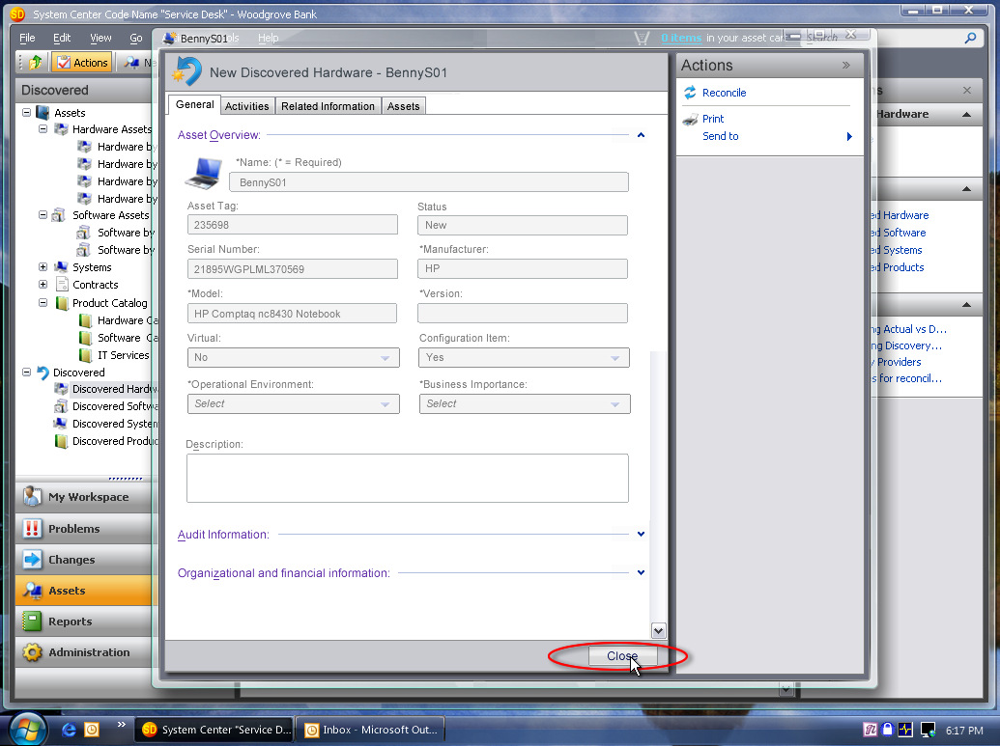 System Center Code Name "Service Desk" - Woodgrove Bank
File Edit View Go Help
BennyS01
0 items in your asset car
Search
Actions
Discovered
Assets
Hardware Assets
Hardware by
Hardware by
Hardware by
Hardware by
Software Assets
Software by
Software by
Systems
Contracts
Product Catalog
Hardware Ca
Software Ca
IT Services
Discovered
Discovered Hardw
Discovered Softwa
Discovered System
Discovered Produc
My Workspace
Problems
Changes
Assets
Reports
Administration
New Discovered Hardware - BennyS01
General Activities Related Information Assets
Asset Overview:
*Name: (* = Required)
BennyS01
Asset Tag: Status
235698 New
Serial Number: *Manufacturer:
21895WGPLML370569 HP
*Model: *Version:
HP Comptaq nc8430 Notebook
Virtual: Configuration Item:
No Yes
*Operational Environment: *Business Importance:
Select Select
Description:
Audit Information:
Organizational and financial information:
Close
Actions »
Reconcile
Print
Send to
s
Hardware
ed Hardware
ed Software
ed Systems
ed Products
ng Actual vs D...
ng Discovery...
y Providers
s for reconcil...
» System Center "Service D... Inbox - Microsoft Out... 6:17 PM